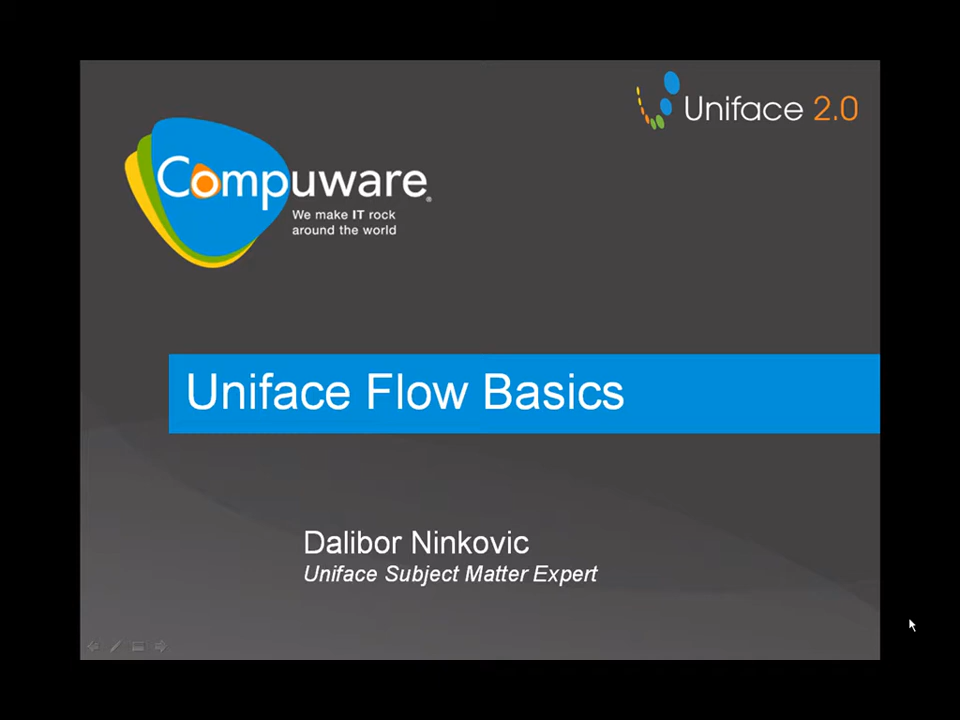 Uniface 2.0
Compuware®
We make IT rock
around the world
Uniface Flow Basics
Dalibor Ninkovic
Uniface Subject Matter Expert